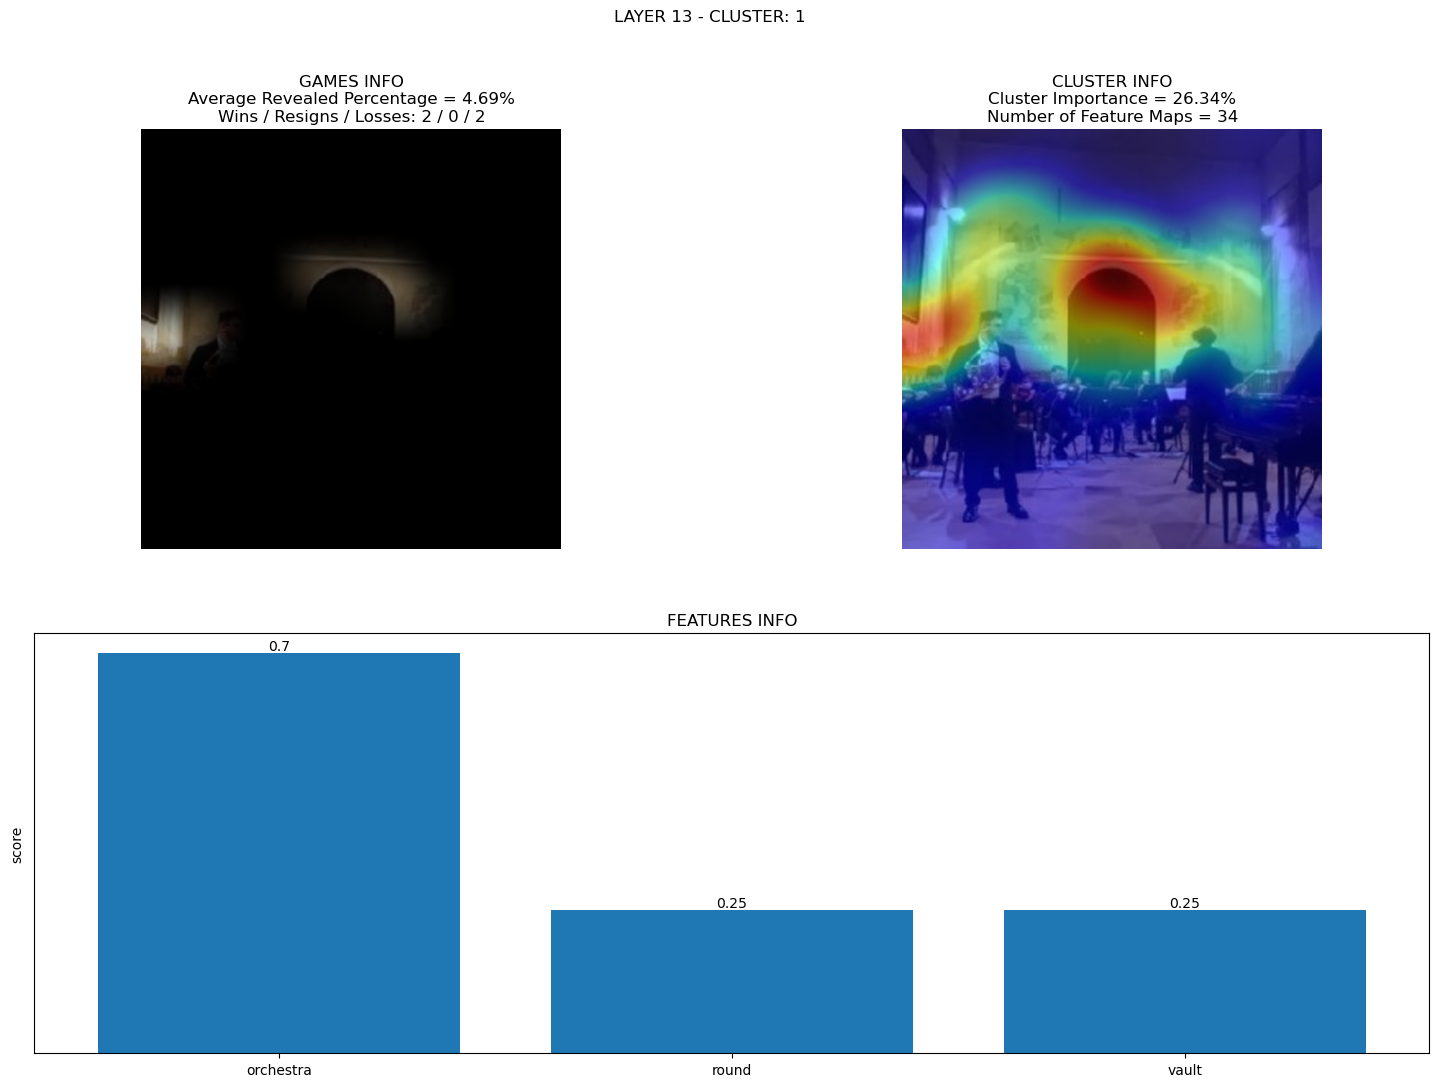 LAYER 13 - CLUSTER: 1
GAMES INFO
Average Revealed Percentage = 4.69%
Wins / Resigns / Losses: 2 / 0 / 2
CLUSTER INFO
Cluster Importance = 26.34%
Number of Feature Maps = 34
FEATURES INFO
score
0.7
0.25
0.25
orchestra
round
vault